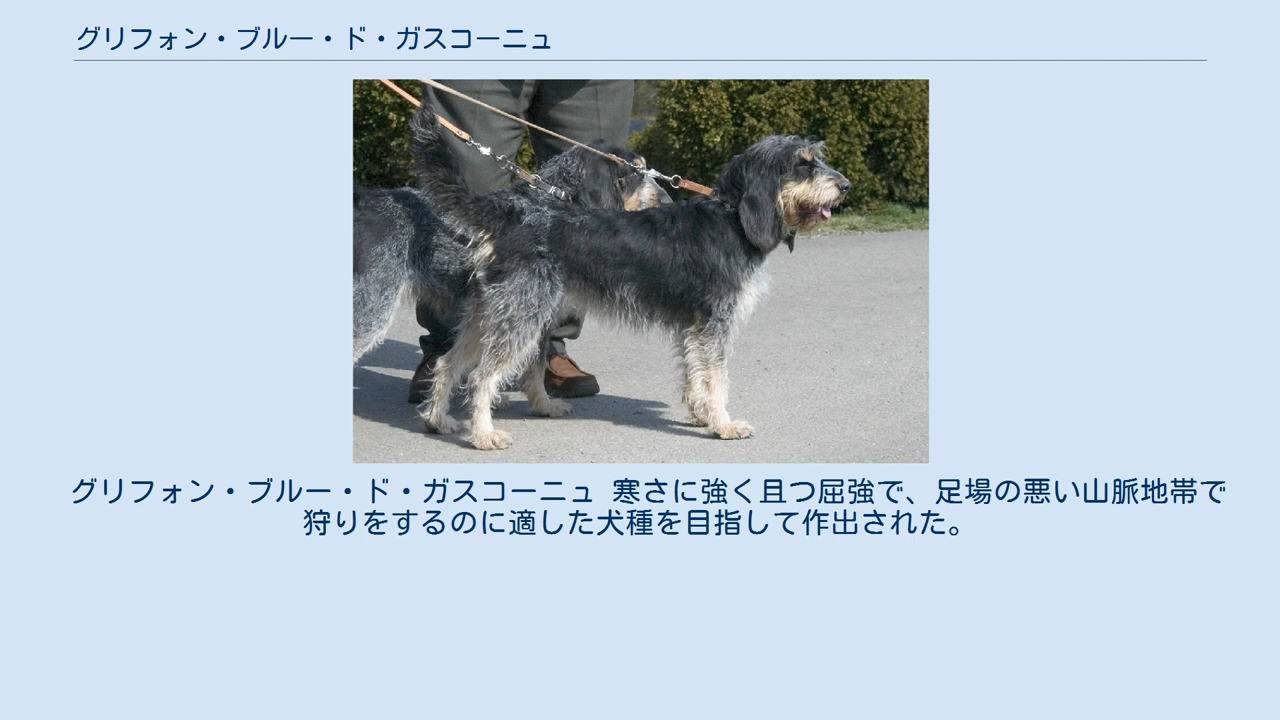 グリフォン・ブルー・ド・ガスコーニュ
グリフォン・ブルー・ド・ガスコーニュ 寒さに強く且つ屈強で、足場の悪い山脈地帯で
狩りをするのに適した犬種を目指して作出された。